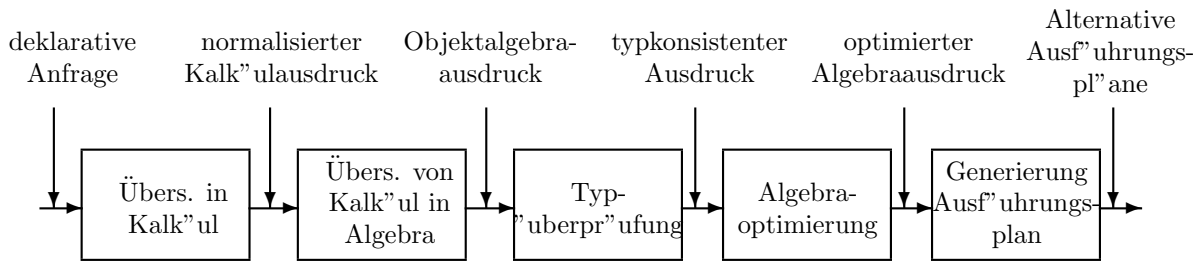 deklarative
Anfrage
normalisierter
Kalk”ulausdruck
Objektalgebra-
ausdruck
typkonsistenter
Ausdruck
optimierter
Algebraausdruck
Alternative
Ausf”uhrungs-
pl”ane
Übers. in
Kalk”ul
Übers. von
Kalk”ul in
Algebra
Typ-
”uberpr”ufung
Algebra-
optimierung
Generierung
Ausf”uhrungs-
plan